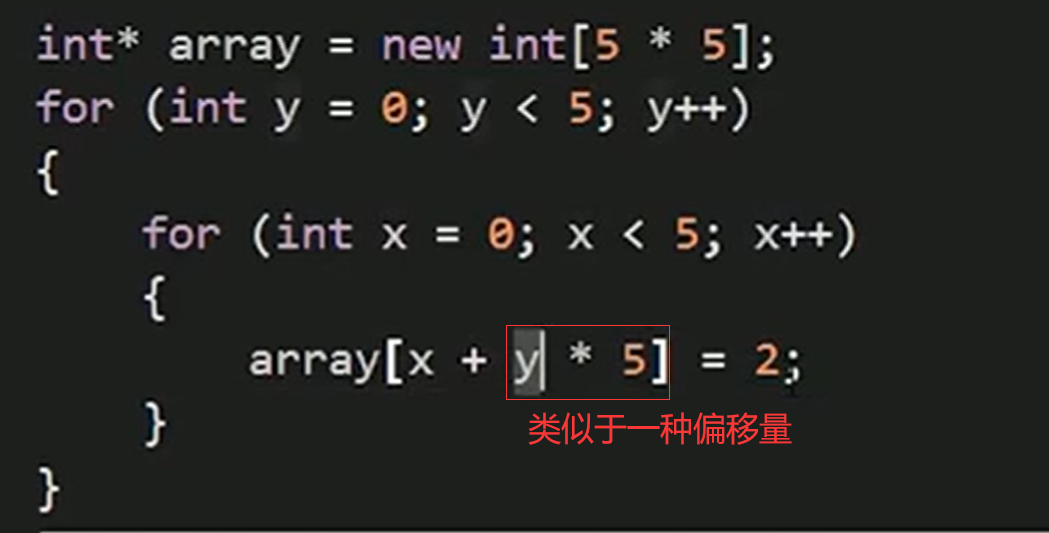 int* array = new int[5 * 5];
for (int y = 0; y < 5; y++)
{
    for (int x = 0; x < 5; x++)
    {
        array[x + y * 5] = 2;
类似于一种偏移量
    }
}